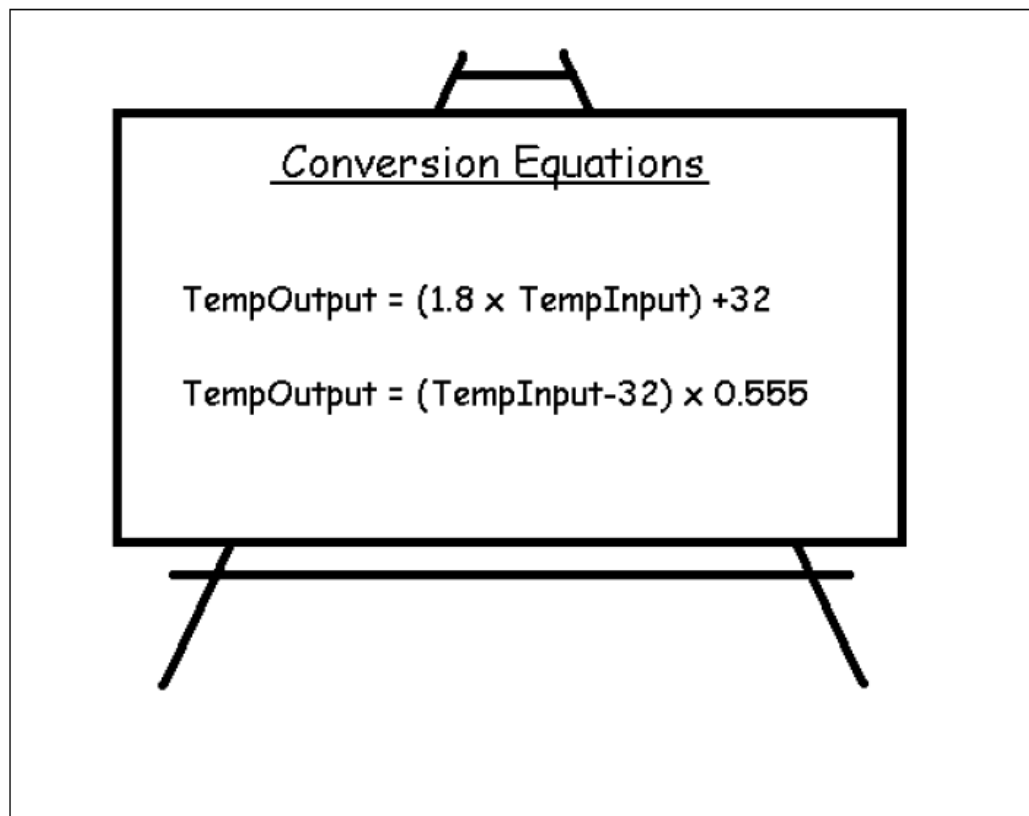 Conversion Equations
TempOutput = (1.8 x TempInput) +32
TempOutput = (TempInput-32) x 0.555